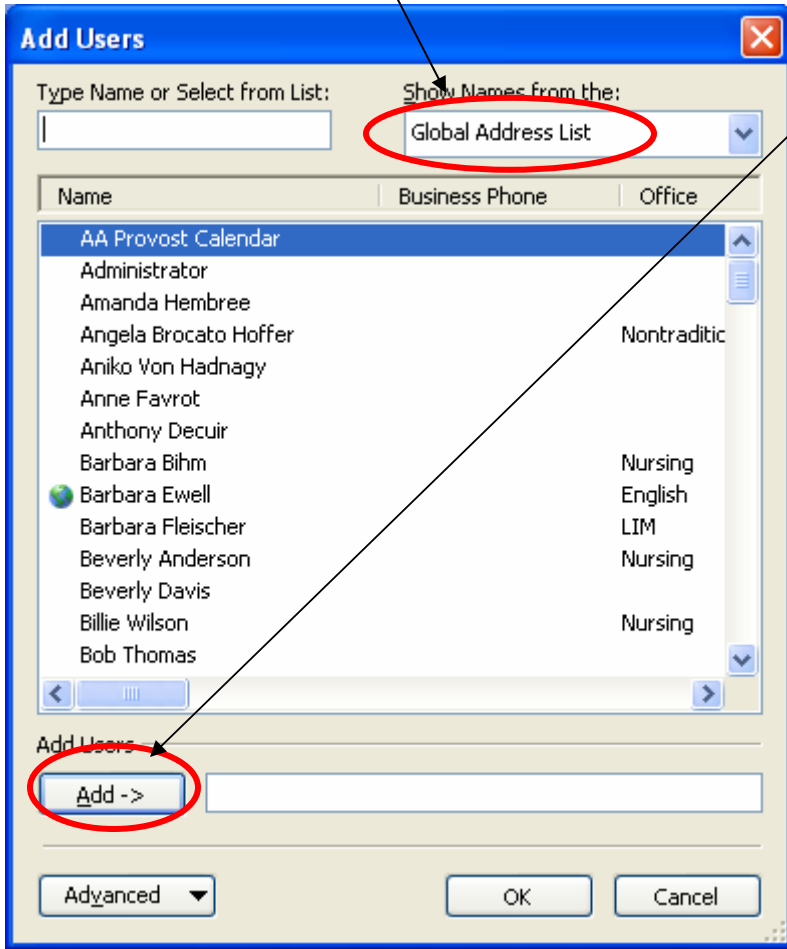 Add Users
Type Name or Select from List: Show Names from the:
Global Address List
Name Business Phone Office
AA Provost Calendar
Administrator
Amanda Hembree
Angela Brocato Hoffer Nontraditic
Aniko Von Hadnagy
Anne Favrot
Anthony Decuir
Barbara Bihm Nursing
Barbara Ewell English
Barbara Fleischer LIM
Beverly Anderson Nursing
Beverly Davis
Billie Wilson Nursing
Bob Thomas
Add Users
Add ->
Advanced OK Cancel